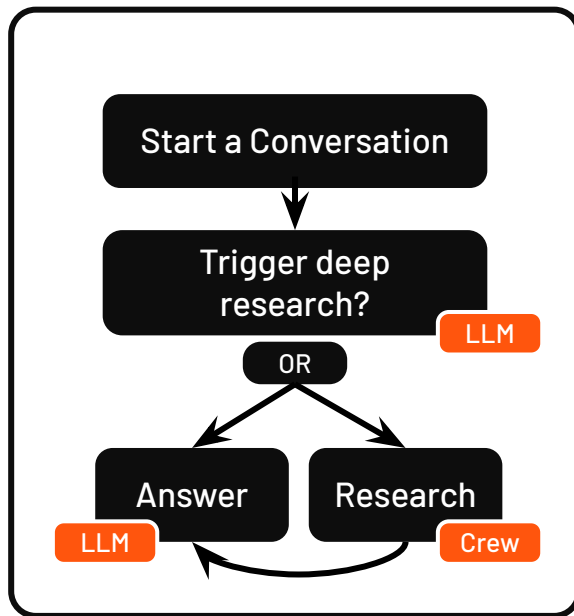 Start a Conversation
Trigger deep
research?
LLM
OR
Answer
Research
LLM
Crew